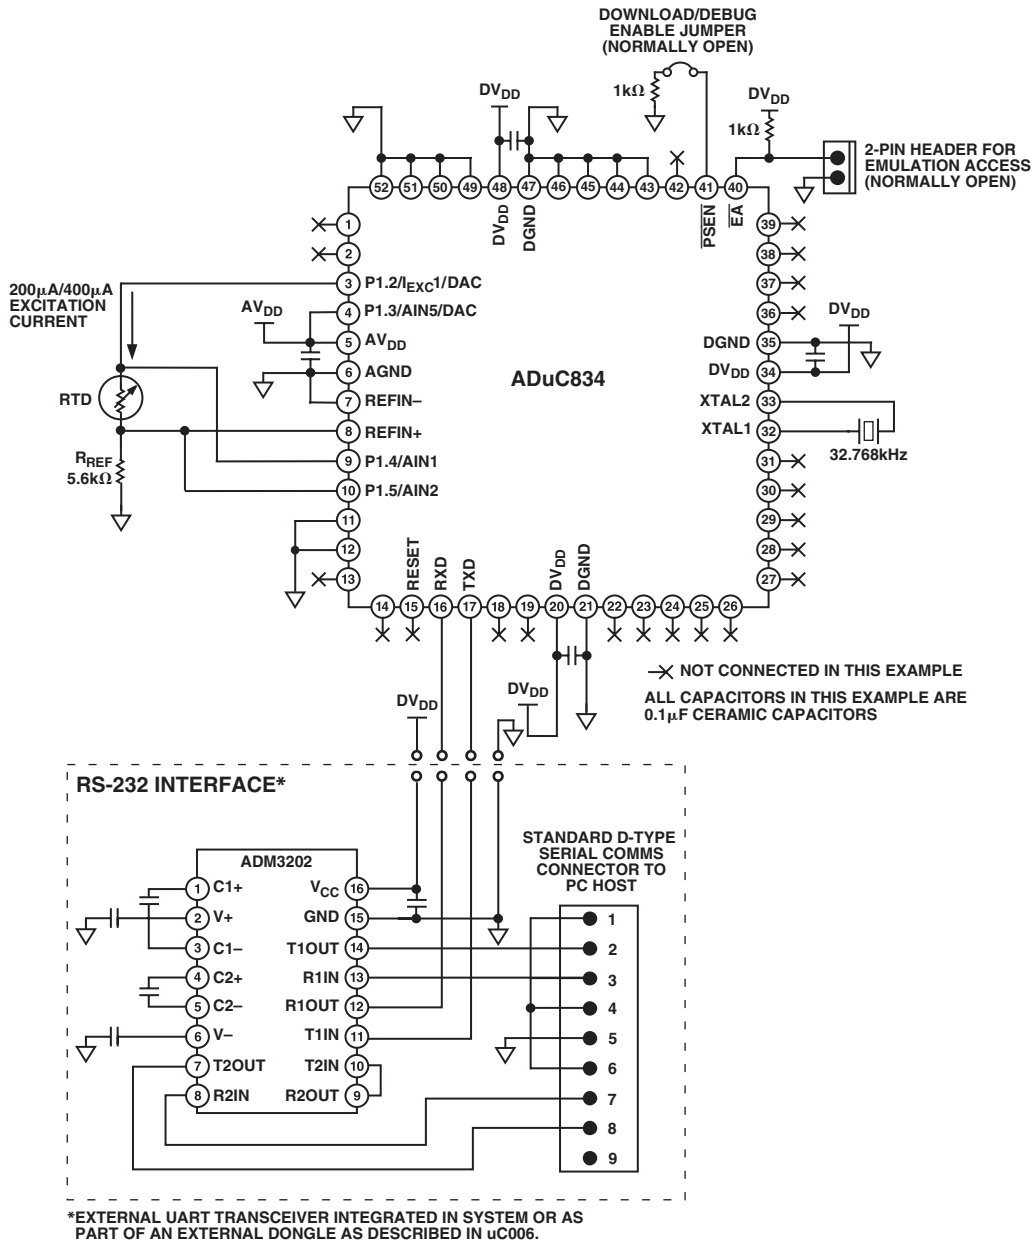 DOWNLOAD/DEBUG
ENABLE JUMPER
(NORMALLY OPEN)
DVDD
1kΩ
DVDD
1kΩ
2-PIN HEADER FOR
EMULATION ACCESS
(NORMALLY OPEN)
52 51 50 49 48 47 46 45 44 43 42 41 40
DVDD
DGND
PSEN
EA
1
2
3 P1.2/IEXC1/DAC
4 P1.3/AIN5/DAC
5 AVDD
6 AGND
7 REFIN–
8 REFIN+
9 P1.4/AIN1
10 P1.5/AIN2
11
12
13
200μA/400μA
EXCITATION
CURRENT
AVDD
RTD
RREF
5.6kΩ
ADuC834
39
38
37
36
DGND 35
DVDD 34
XTAL2 33
XTAL1 32
31
30
29
28
27
DVDD
32.768kHz
RESET
RXD
TXD
DVDD
DGND
14 15 16 17 18 19 20 21 22 23 24 25 26
NOT CONNECTED IN THIS EXAMPLE
ALL CAPACITORS IN THIS EXAMPLE ARE
0.1μF CERAMIC CAPACITORS
DVDD
DVDD
RS-232 INTERFACE*
ADM3202
1 C1+
2 V+
3 C1–
4 C2+
5 C2–
6 V–
7 T2OUT
8 R2IN
VCC 16
GND 15
T1OUT 14
R1IN 13
R1OUT 12
T1IN 11
T2IN 10
R2OUT 9
STANDARD D-TYPE
SERIAL COMMS
CONNECTOR TO
PC HOST
1
2
3
4
5
6
7
8
9
*EXTERNAL UART TRANSCEIVER INTEGRATED IN SYSTEM OR AS
PART OF AN EXTERNAL DONGLE AS DESCRIBED IN uC006.